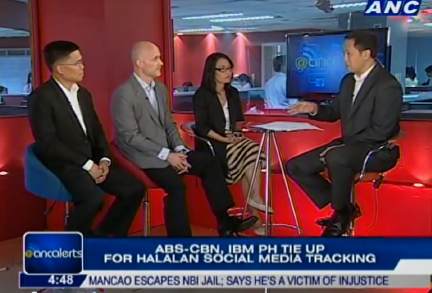 ANC
@ancalerts
ABS-CBN, IBM PH TIE UP
FOR HALALAN SOCIAL MEDIA TRACKING
@ancalerts
4:48
MANCAO ESCAPES NBI JAIL; SAYS HE'S A VICTIM OF INJUSTICE